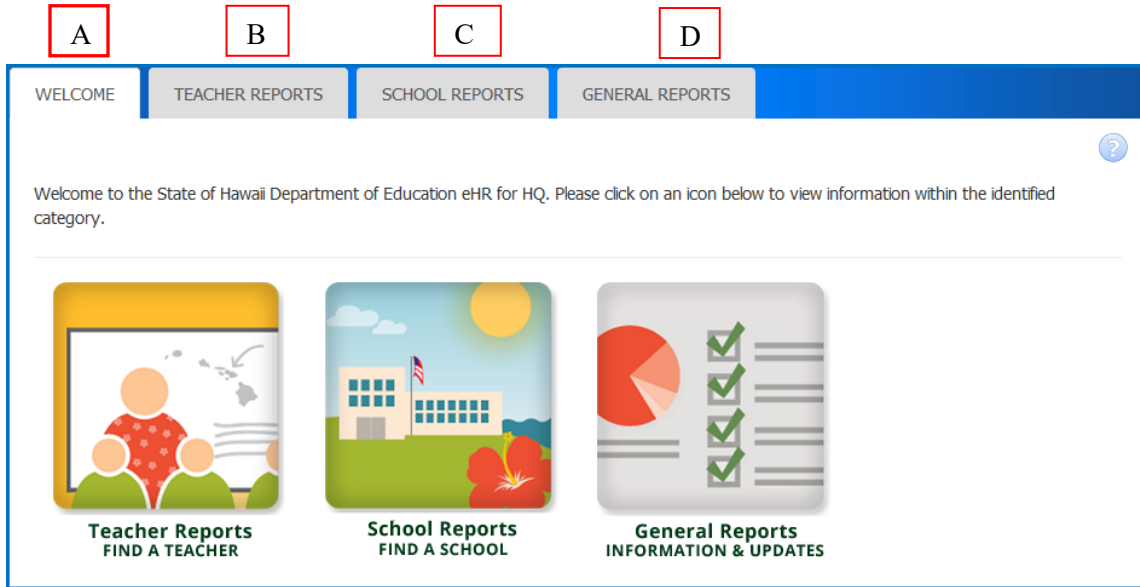 A B C D
WELCOME TEACHER REPORTS SCHOOL REPORTS GENERAL REPORTS
?
Welcome to the State of Hawaii Department of Education eHR for HQ. Please click on an icon below to view information within the identified
category.
Teacher Reports School Reports General Reports
FIND A TEACHER FIND A SCHOOL INFORMATION & UPDATES